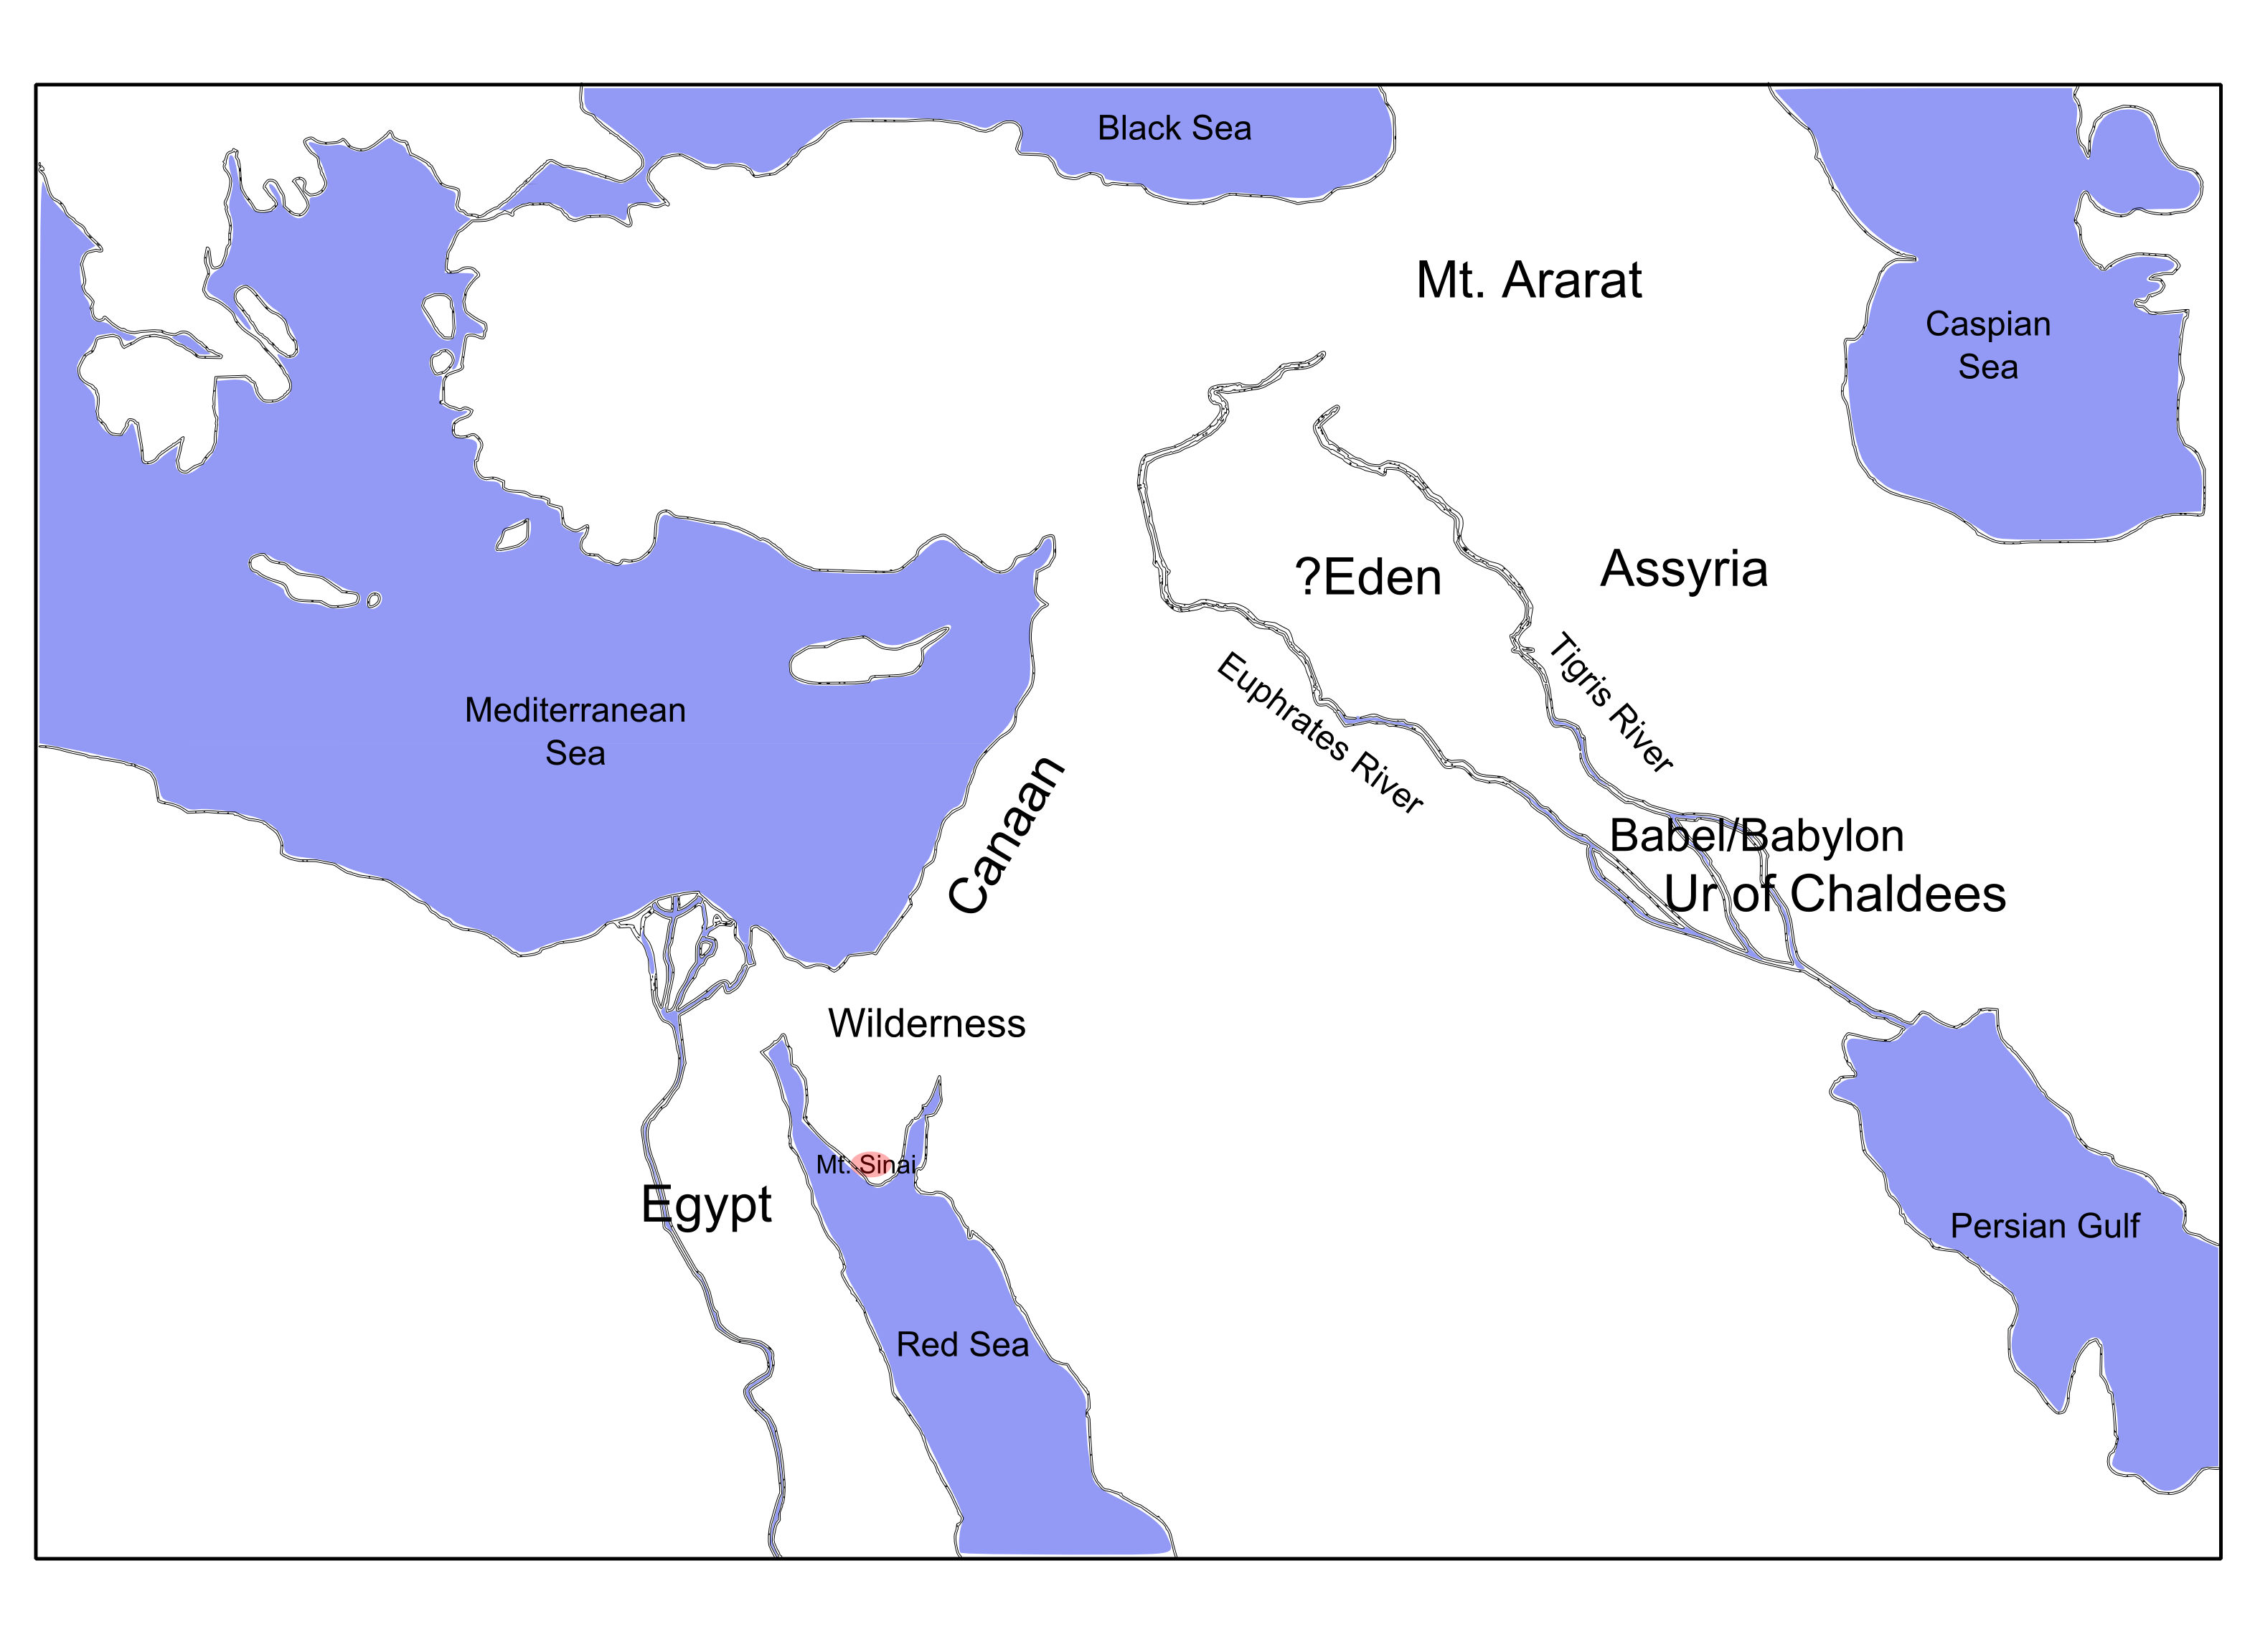 Black Sea
Mt. Ararat
Caspian
Sea
?Eden
Assyria
Tigris River
Euphrates River
Mediterranean
Sea
Canaan
Babel/Babylon
Ur of Chaldees
Wilderness
Mt. Sinai
Egypt
Persian Gulf
Red Sea